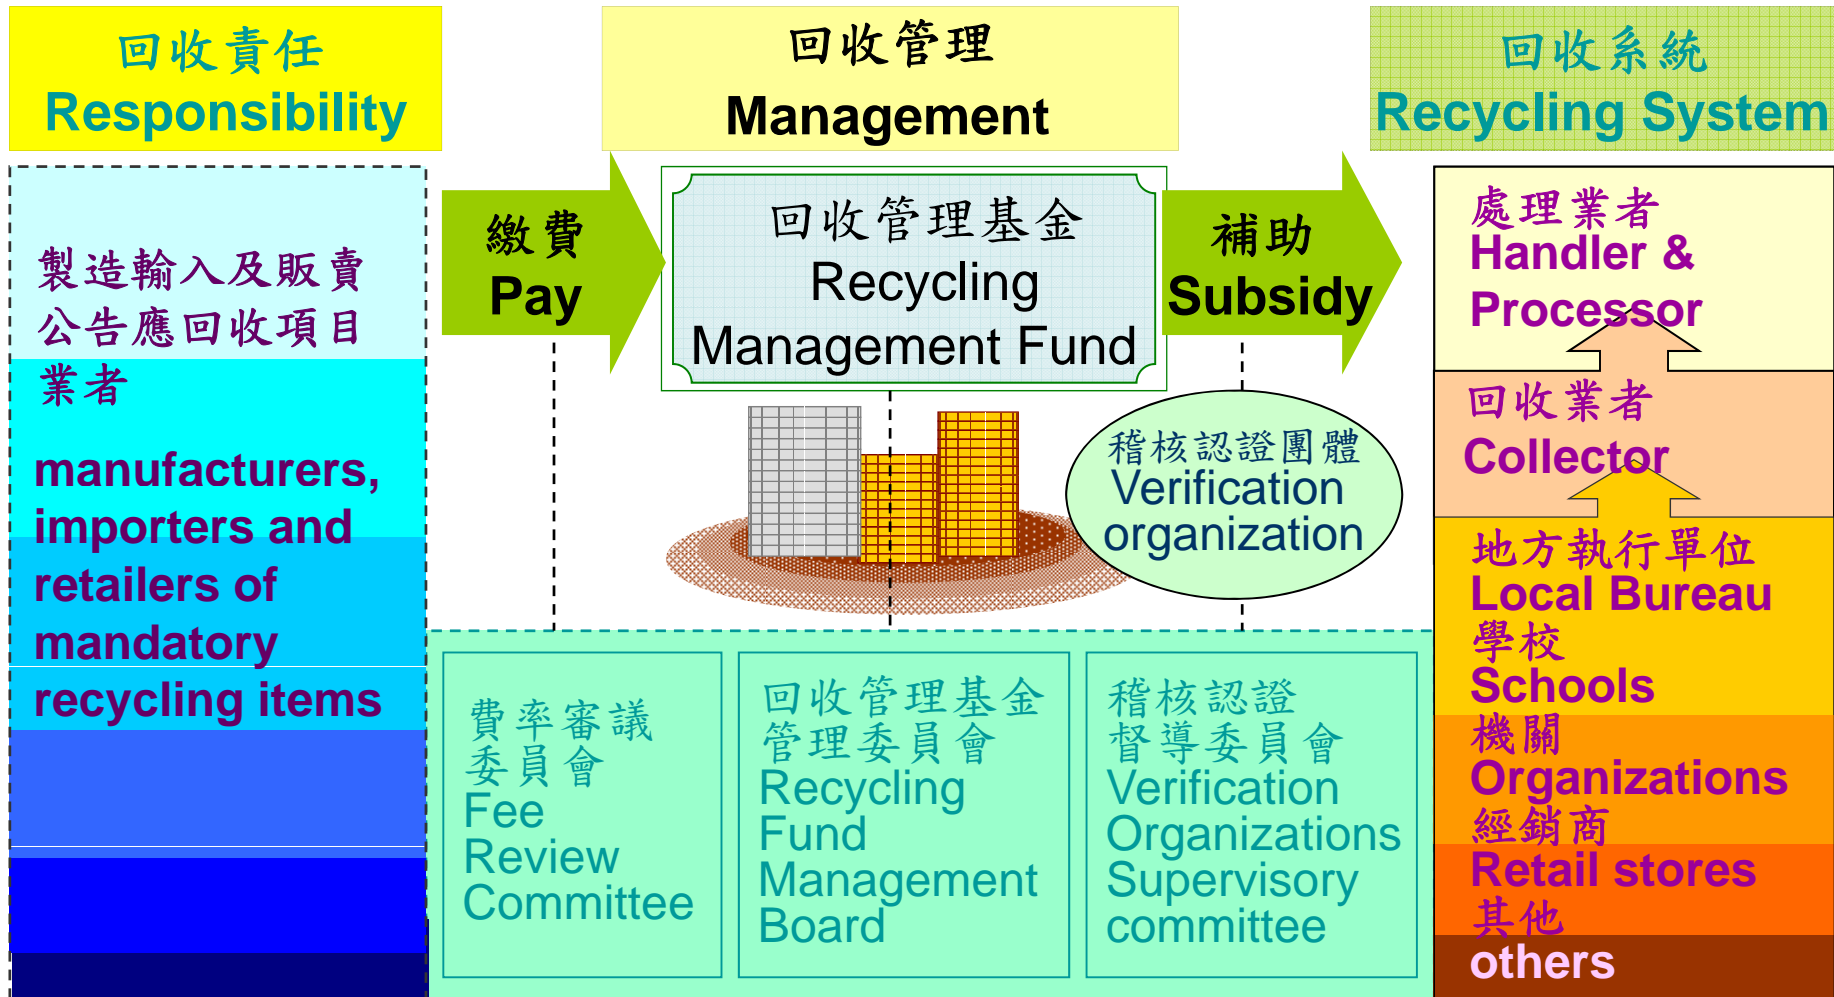 回收責任
Responsibility
回收管理
Management
回收系統
Recycling System
製造輸入及販賣
公告應回收項目
業者
manufacturers,
importers and
retailers of
mandatory
recycling items
繳費
Pay
回收管理基金
Recycling
Management Fund
補助
Subsidy
稽核認證團體
Verification
organization
費率審議
委員會
Fee
Review
Committee
回收管理基金
管理委員會
Recycling
Fund
Management
Board
稽核認證
督導委員會
Verification
Organizations
Supervisory
committee
處理業者
Handler &
Processor
回收業者
Collector
地方執行單位
Local Bureau
學校
Schools
機關
Organizations
經銷商
Retail stores
其他
others